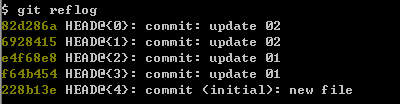 $ git reflog
82d286a HEAD@{0}: commit: update 02
6928415 HEAD@{1}: commit: update 02
e4f68e8 HEAD@{2}: commit: update 01
f64b454 HEAD@{3}: commit: update 01
228b13e HEAD@{4}: commit (initial): new file